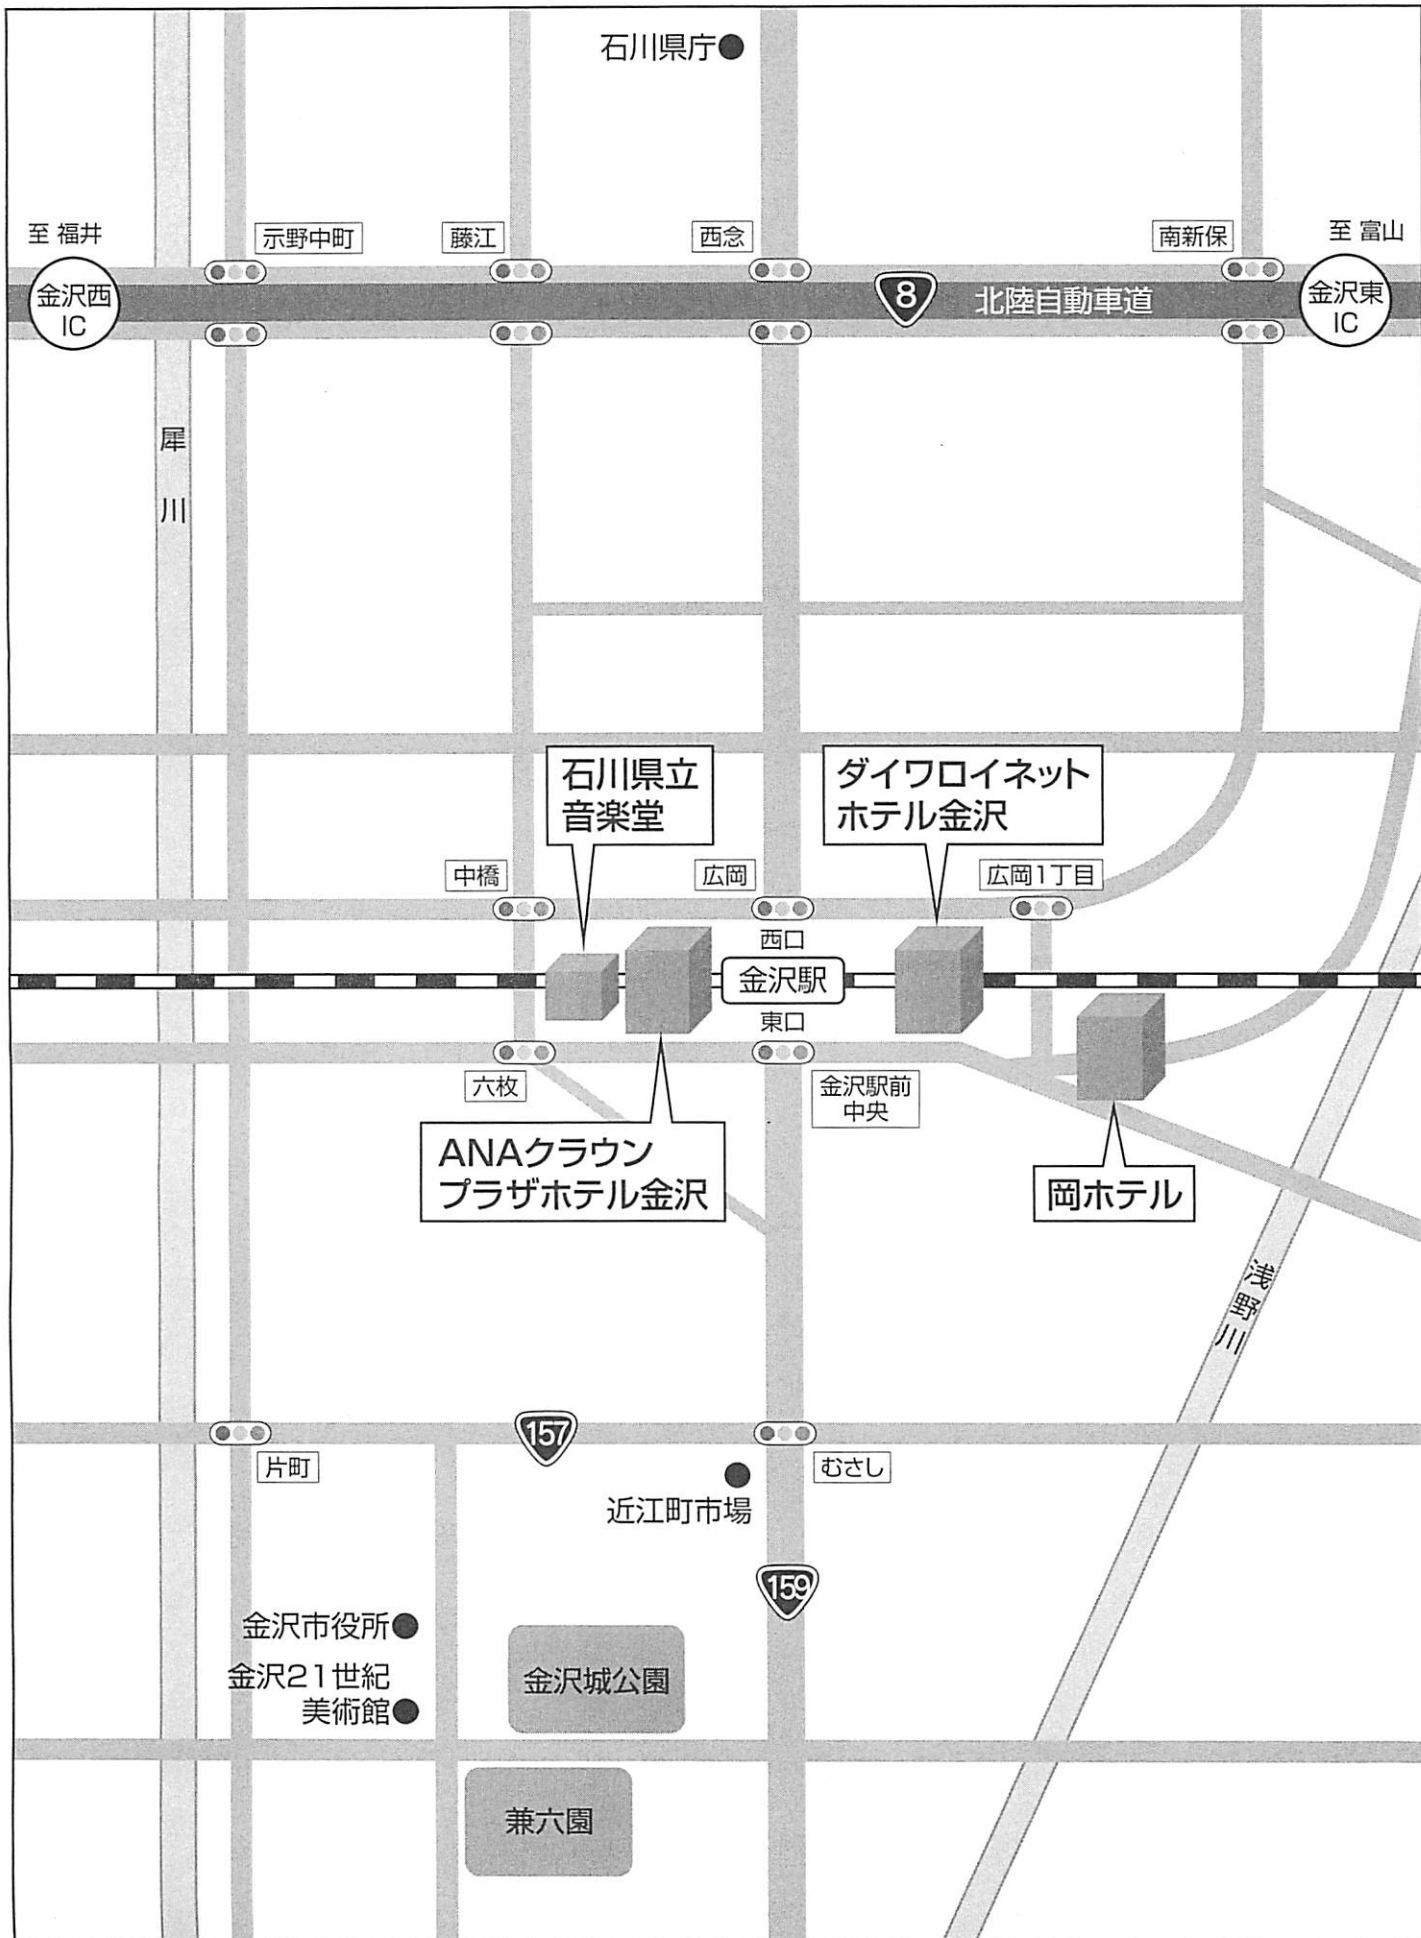 石川県庁
至 福井
示野中町
藤江
西念
南新保
至 富山
金沢西
IC
8
北陸自動車道
金沢東
IC
犀川
石川県立
音楽堂
ダイワロイネット
ホテル金沢
中橋
広岡
広岡1丁目
西口
金沢駅
東口
六枚
金沢駅前
中央
ANAクラウン
プラザホテル金沢
岡ホテル
浅野川
157
片町
むさし
近江町市場
159
金沢市役所
金沢21世紀
美術館
金沢城公園
兼六園